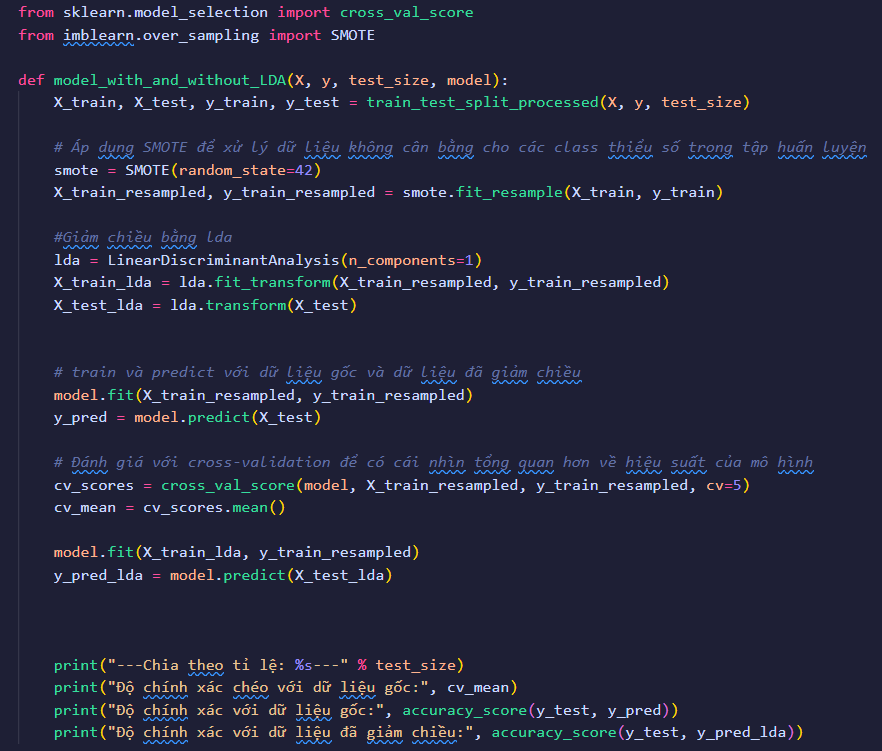 from sklearn.model_selection import cross_val_score
from imblearn.over_sampling import SMOTE
def model_with_and_without_LDA(X, y, test_size, model):
X_train, X_test, y_train, y_test = train_test_split_processed(X, y, test_size)
# Áp dụng SMOTE để xử lý dữ liệu không cân bằng cho các class thiểu số trong tập huấn luyện
smote = SMOTE(random_state=42)
X_train_resampled, y_train_resampled = smote.fit_resample(X_train, y_train)
#Giảm chiều bằng lda
lda = LinearDiscriminantAnalysis(n_components=1)
X_train_lda = lda.fit_transform(X_train_resampled, y_train_resampled)
X_test_lda = lda.transform(X_test)
# train và predict với dữ liệu gốc và dữ liệu đã giảm chiều
model.fit(X_train_resampled, y_train_resampled)
y_pred = model.predict(X_test)
# Đánh giá với cross-validation để có cái nhìn tổng quan hơn về hiệu suất của mô hình
cv_scores = cross_val_score(model, X_train_resampled, y_train_resampled, cv=5)
cv_mean = cv_scores.mean()
model.fit(X_train_lda, y_train_resampled)
y_pred_lda = model.predict(X_test_lda)
print("---Chia theo tỉ lệ: %s---" % test_size)
print("Độ chính xác chéo với dữ liệu gốc:", cv_mean)
print("Độ chính xác với dữ liệu gốc:", accuracy_score(y_test, y_pred))
print("Độ chính xác với dữ liệu đã giảm chiều:", accuracy_score(y_test, y_pred_lda))